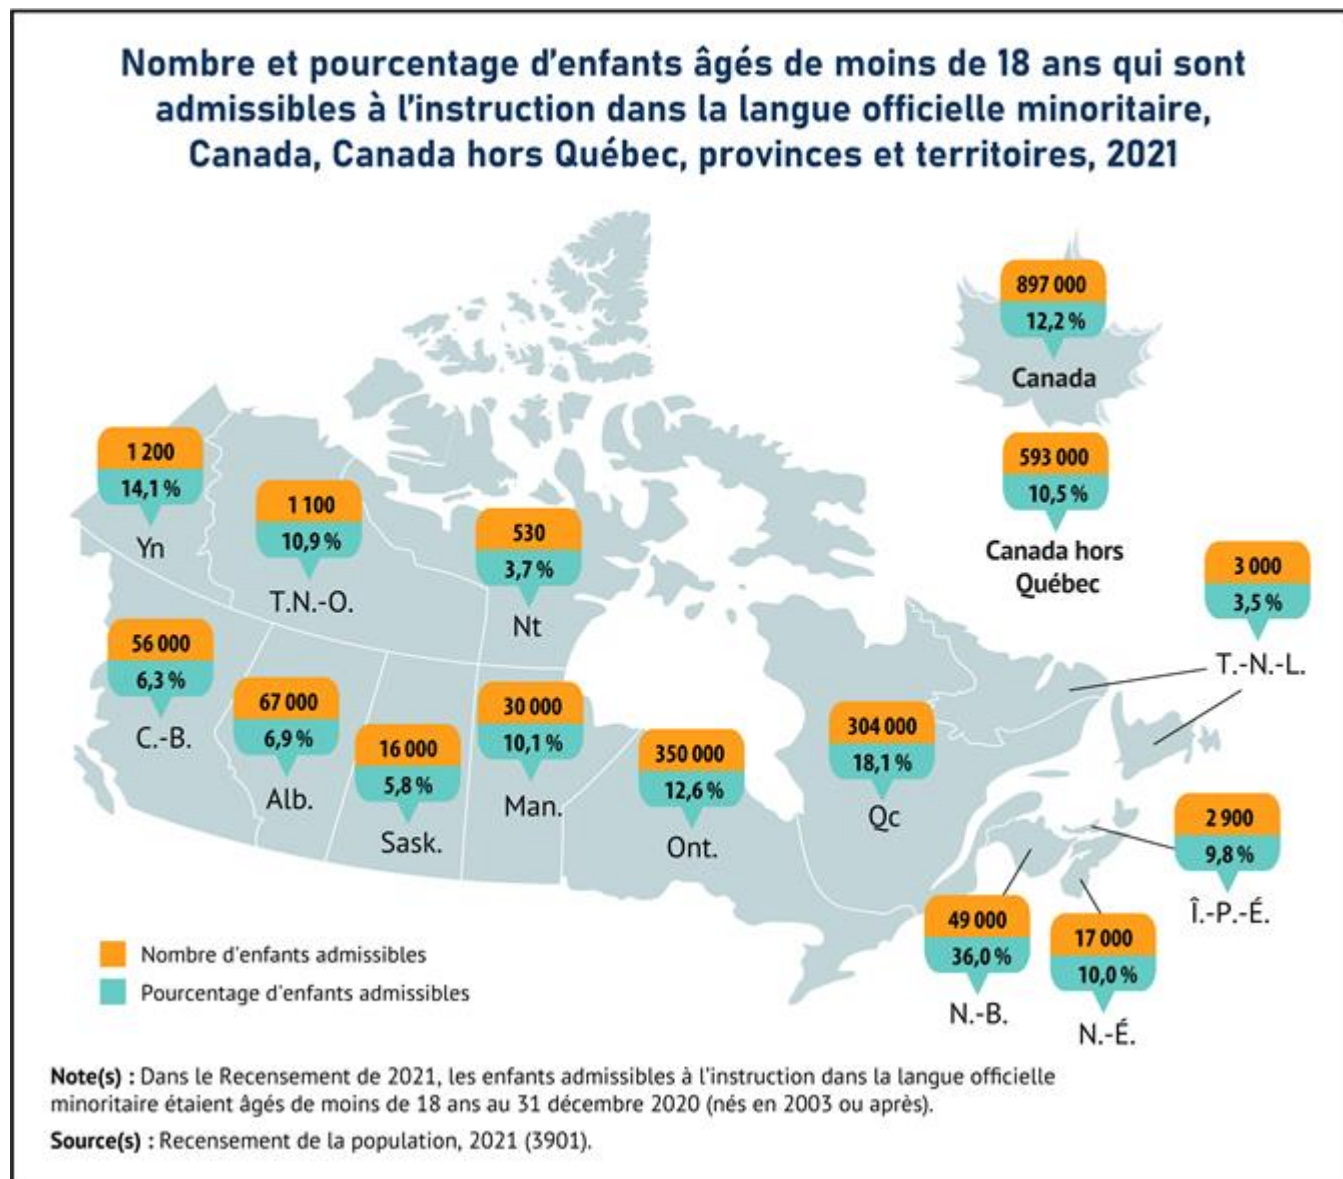 Nombre et pourcentage d'enfants âgés de moins de 18 ans qui sont
admissibles à l'instruction dans la langue officielle minoritaire,
Canada, Canada hors Québec, provinces et territoires, 2021
897 000
12,2 %
Canada
593 000
10,5 %
Canada hors
Québec
1 200
14,1 %
Yn
1 100
10,9 %
T.N.-O.
530
3,7 %
Nt
3 000
3,5 %
T.-N.-L.
56 000
6,3 %
C.-B.
67 000
6,9 %
Alb.
16 000
5,8 %
Sask.
30 000
10,1 %
Man.
350 000
12,6 %
Ont.
304 000
18,1 %
Qc
2 900
9,8 %
Î.-P.-É.
49 000
36,0 %
N.-B.
17 000
10,0 %
N.-É.
Nombre d'enfants admissibles
Pourcentage d'enfants admissibles
Note(s) : Dans le Recensement de 2021, les enfants admissibles à l'instruction dans la langue officielle
minoritaire étaient âgés de moins de 18 ans au 31 décembre 2020 (nés en 2003 ou après).
Source(s) : Recensement de la population, 2021 (3901).